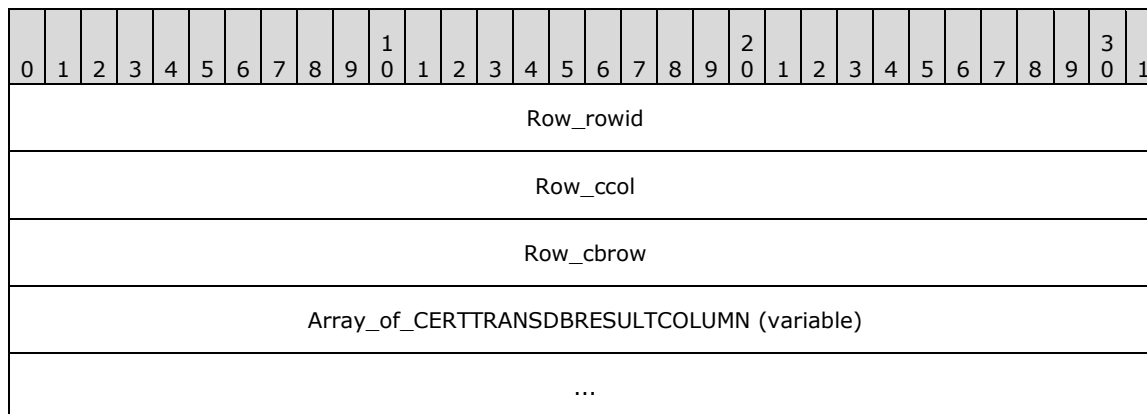 1 2 3
0 1 2 3 4 5 6 7 8 9 0 1 2 3 4 5 6 7 8 9 0 1 2 3 4 5 6 7 8 9 0 1
Row_rowid
Row_ccol
Row_cbrow
Array_of_CERTTRANSDBRESULTCOLUMN (variable)
...